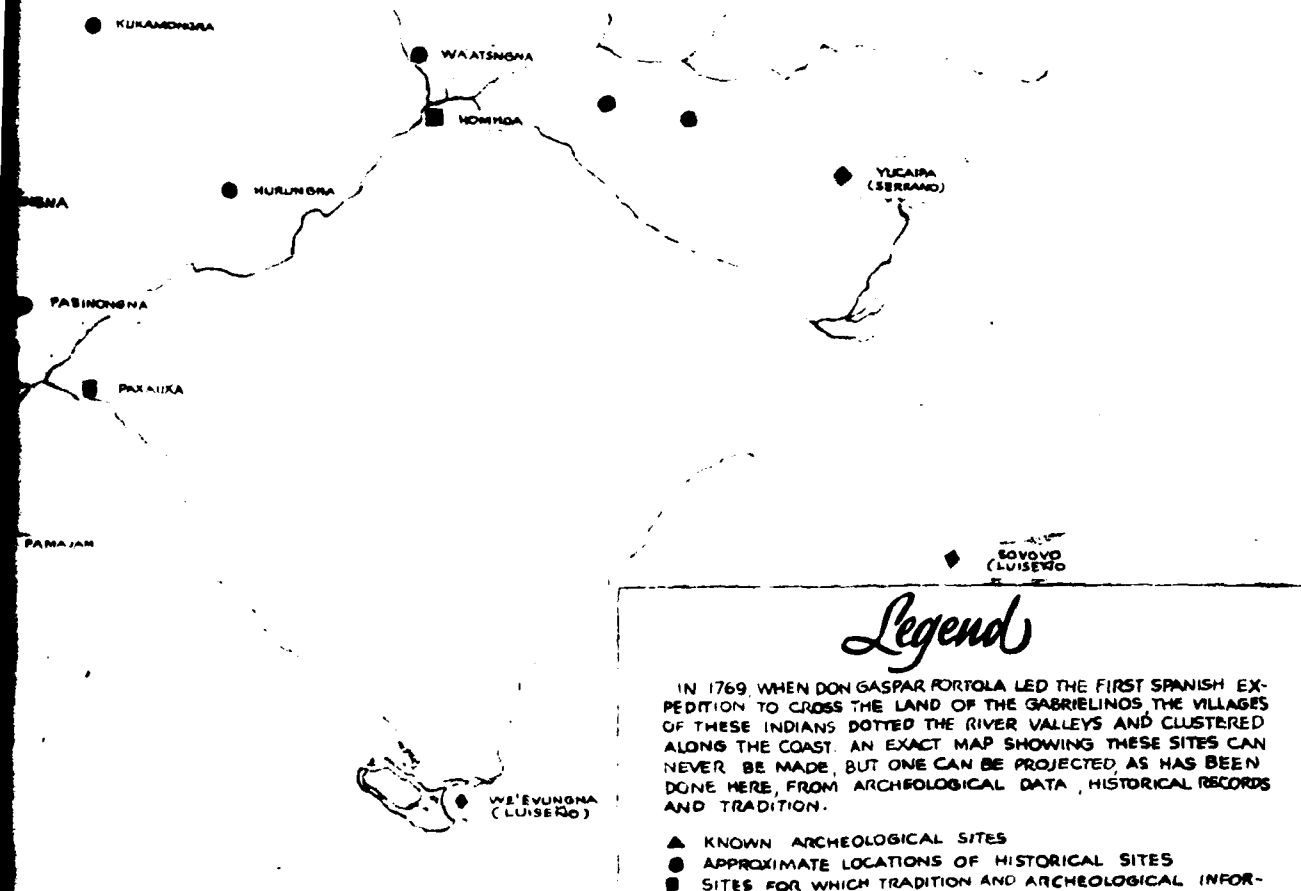 KUKAMONGNA
WAATSNGNA
HOMHOA
YUCAIPA
(SERRANO)
HURUNGNA
PASINONGNA
PAXAUXA
PAMAJAM
SOVOVO
(LUISEÑO
Legend
IN 1769, WHEN DON GASPAR PORTOLA LED THE FIRST SPANISH EX-
PEDITION TO CROSS THE LAND OF THE GABRIELINOS, THE VILLAGES
OF THESE INDIANS DOTTED THE RIVER VALLEYS AND CLUSTERED
ALONG THE COAST. AN EXACT MAP SHOWING THESE SITES CAN
NEVER BE MADE, BUT ONE CAN BE PROJECTED, AS HAS BEEN
DONE HERE, FROM ARCHEOLOGICAL DATA, HISTORICAL RECORDS
AND TRADITION.
WE'EVUNGNA
(LUISEÑO)
KNOWN ARCHEOLOGICAL SITES
APPROXIMATE LOCATIONS OF HISTORICAL SITES
SITES FOR WHICH TRADITION AND ARCHEOLOGICAL INFOR-